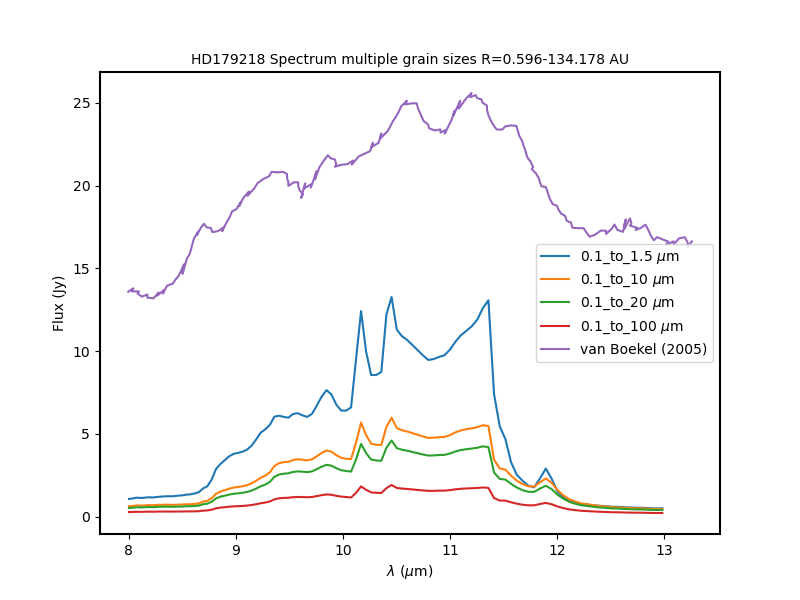 HD179218 Spectrum multiple grain sizes R=0.596-134.178 AU
Flux (Jy)
25
20
15
10
5
0
0.1_to_1.5 μm
0.1_to_10 μm
0.1_to_20 μm
0.1_to_100 μm
van Boekel (2005)
8 9 10 11 12 13
λ (μm)